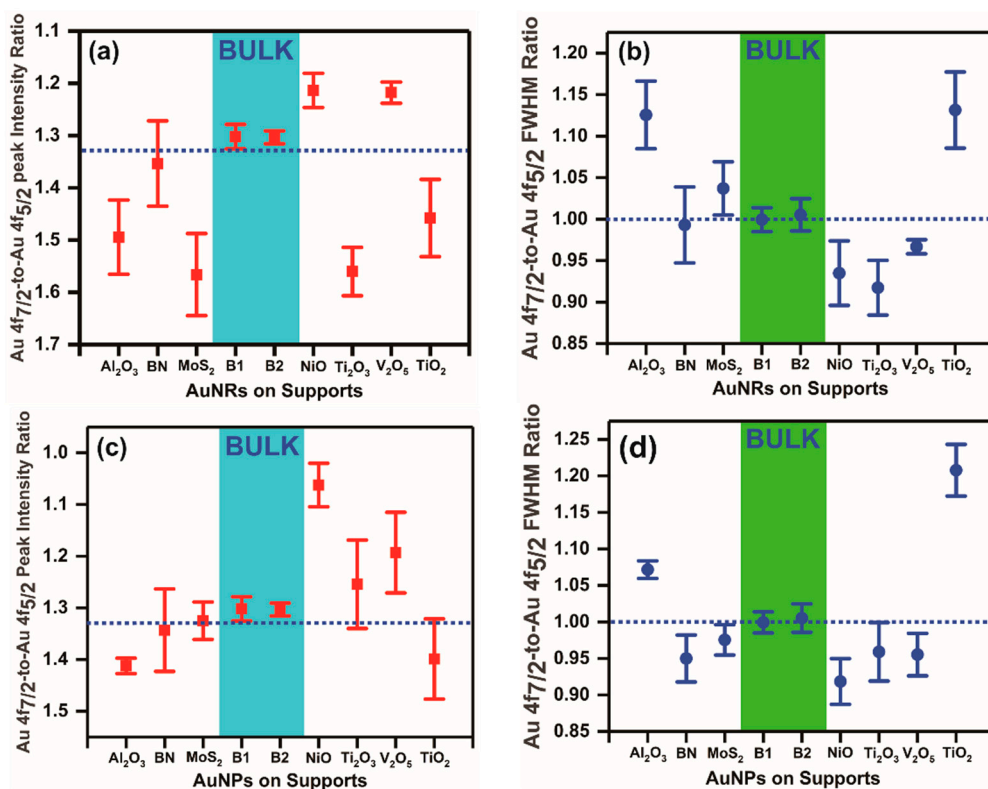 (a)
BULK
Au 4f7/2-to-Au 4f5/2 peak Intensity Ratio
1.1
1.2
1.3
1.4
1.5
1.6
1.7
Al2O3 BN MoS2 B1 B2 NiO Ti2O3 V2O5 TiO2
AuNRs on Supports
(b)
BULK
Au 4f7/2-to-Au 4f5/2 FWHM Ratio
1.20
1.15
1.10
1.05
1.00
0.95
0.90
0.85
Al2O3 BN MoS2 B1 B2 NiO Ti2O3 V2O5 TiO2
AuNRs on Supports
(c)
BULK
Au 4f7/2-to-Au 4f5/2 Peak Intensity Ratio
1.0
1.1
1.2
1.3
1.4
1.5
Al2O3 BN MoS2 B1 B2 NiO Ti2O3 V2O5 TiO2
AuNPs on Supports
(d)
BULK
Au 4f7/2-to-Au 4f5/2 FWHM Ratio
1.25
1.20
1.15
1.10
1.05
1.00
0.95
0.90
0.85
Al2O3 BN MoS2 B1 B2 NiO Ti2O3 V2O5 TiO2
AuNPs on Supports